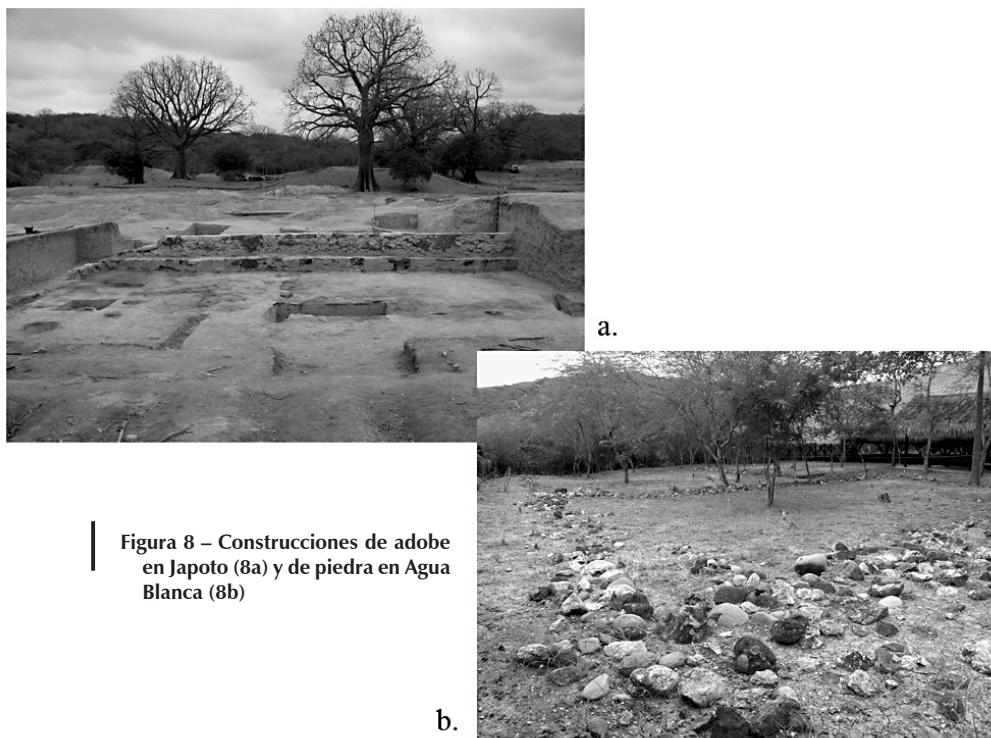 a.
Figura 8 – Construcciones de adobe
en Japoto (8a) y de piedra en Agua
Blanca (8b)
b.